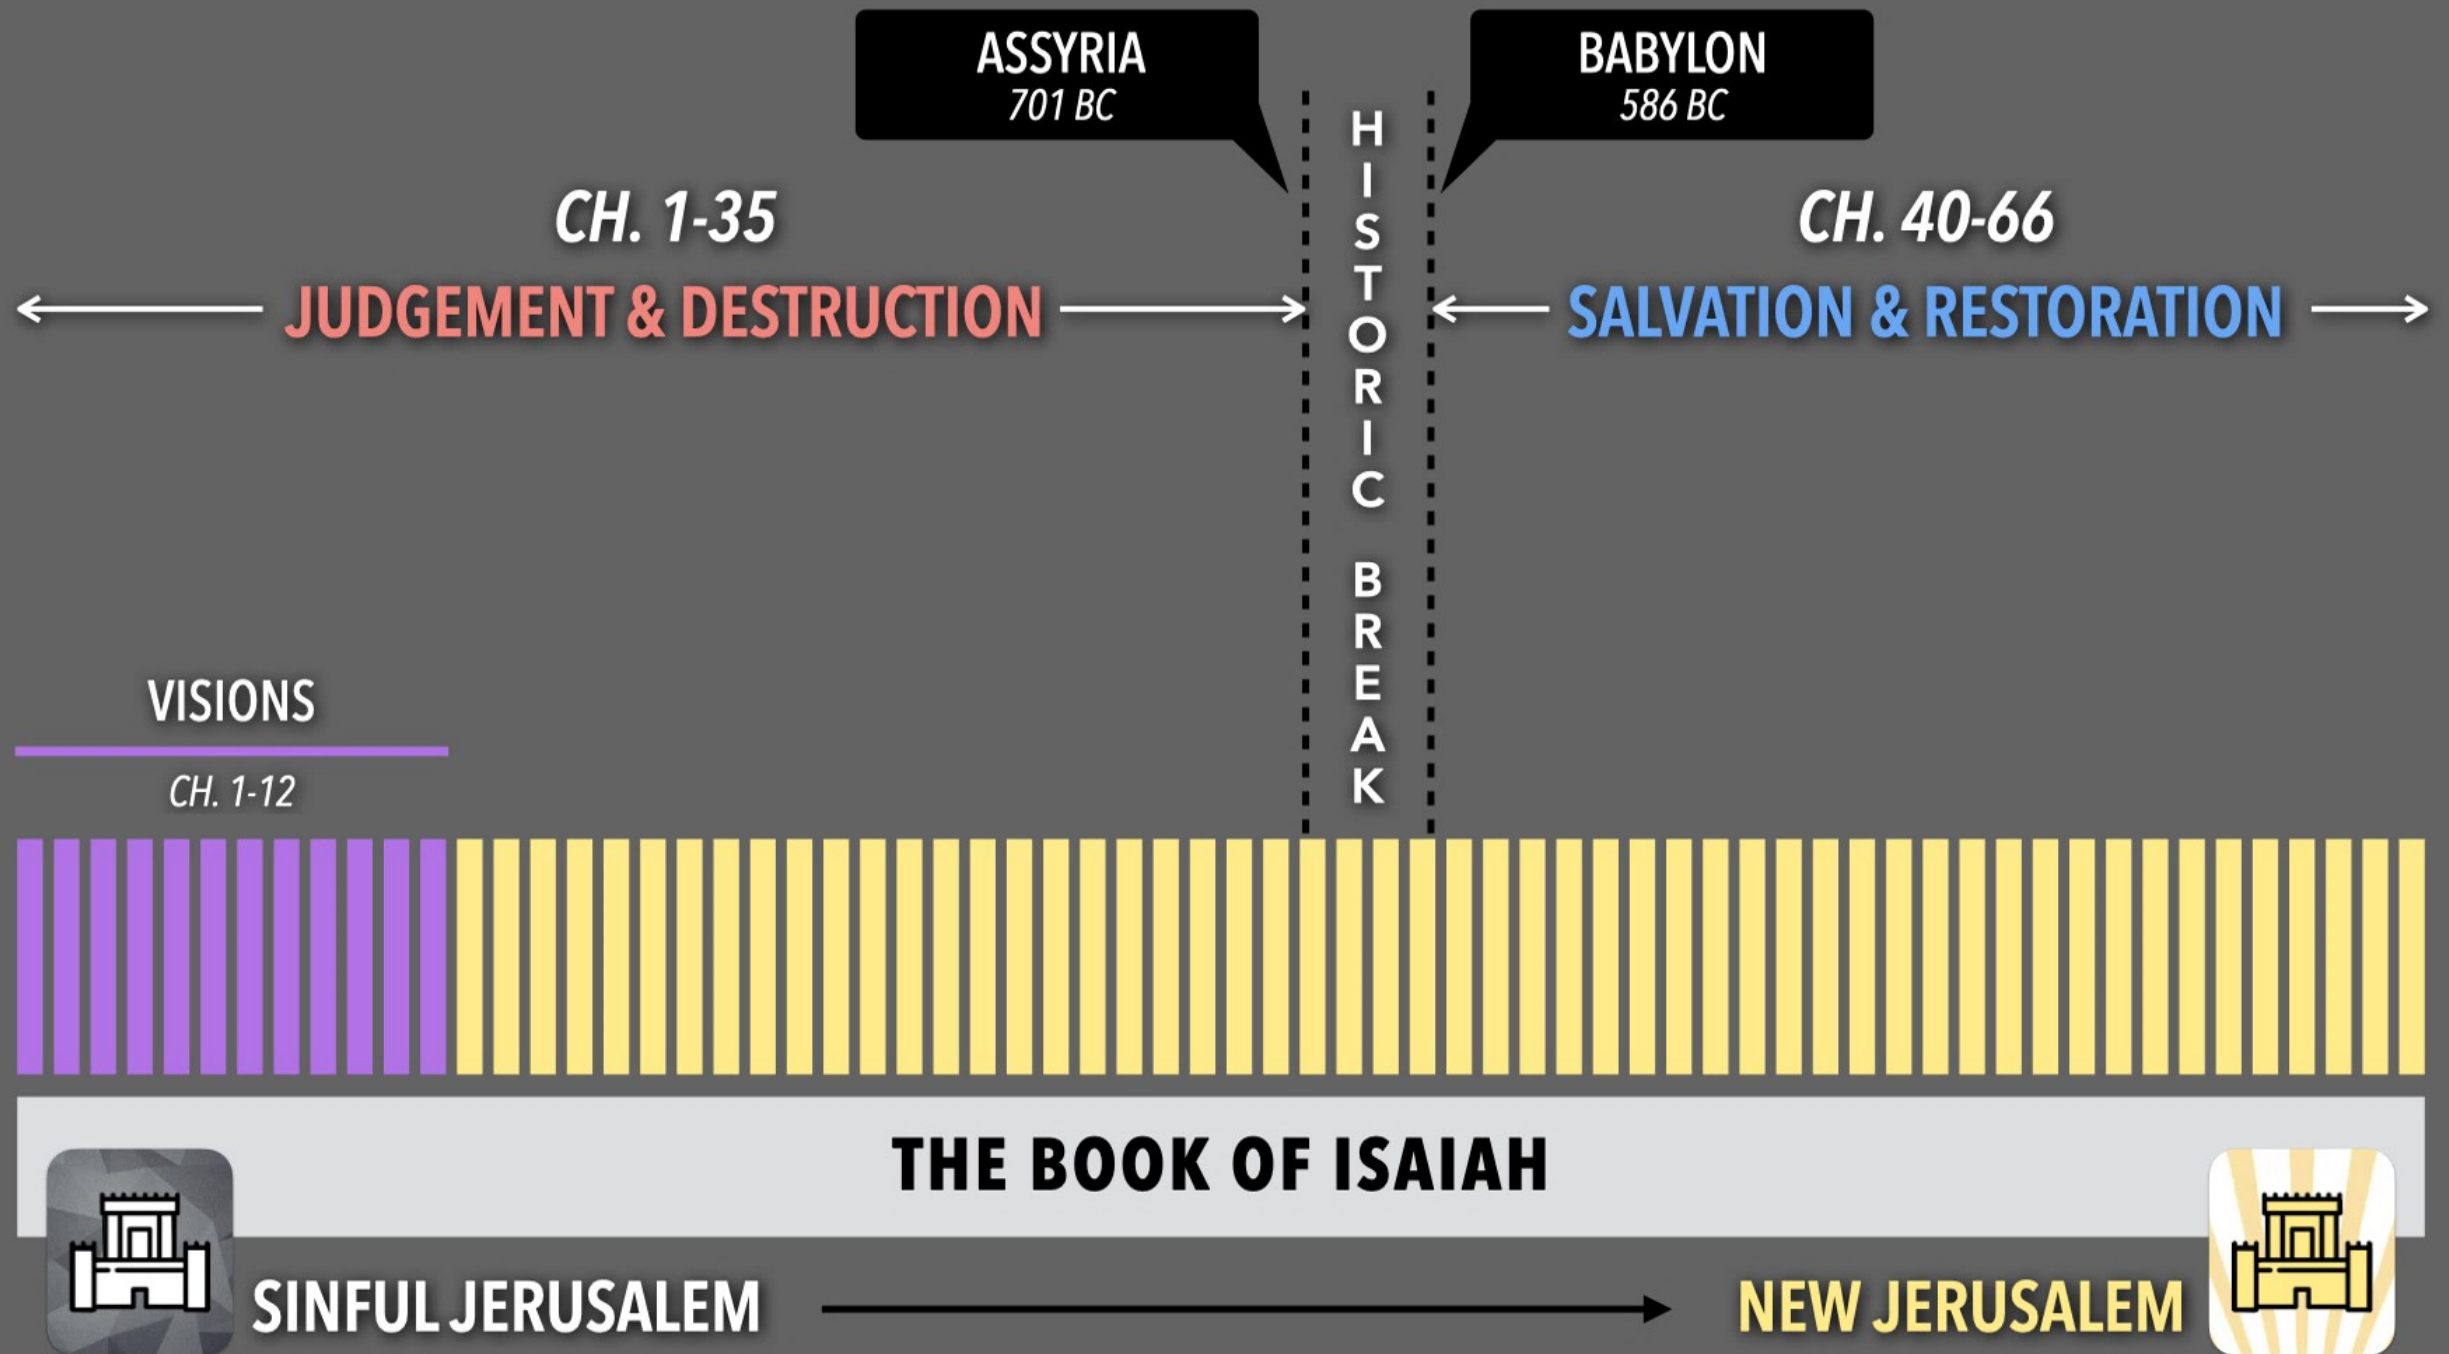 ASSYRIA
701 BC
BABYLON
586 BC
HISTORIC BREAK
CH. 1-35
JUDGEMENT & DESTRUCTION
CH. 40-66
SALVATION & RESTORATION
VISIONS
CH. 1-12
THE BOOK OF ISAIAH
SINFUL JERUSALEM
NEW JERUSALEM